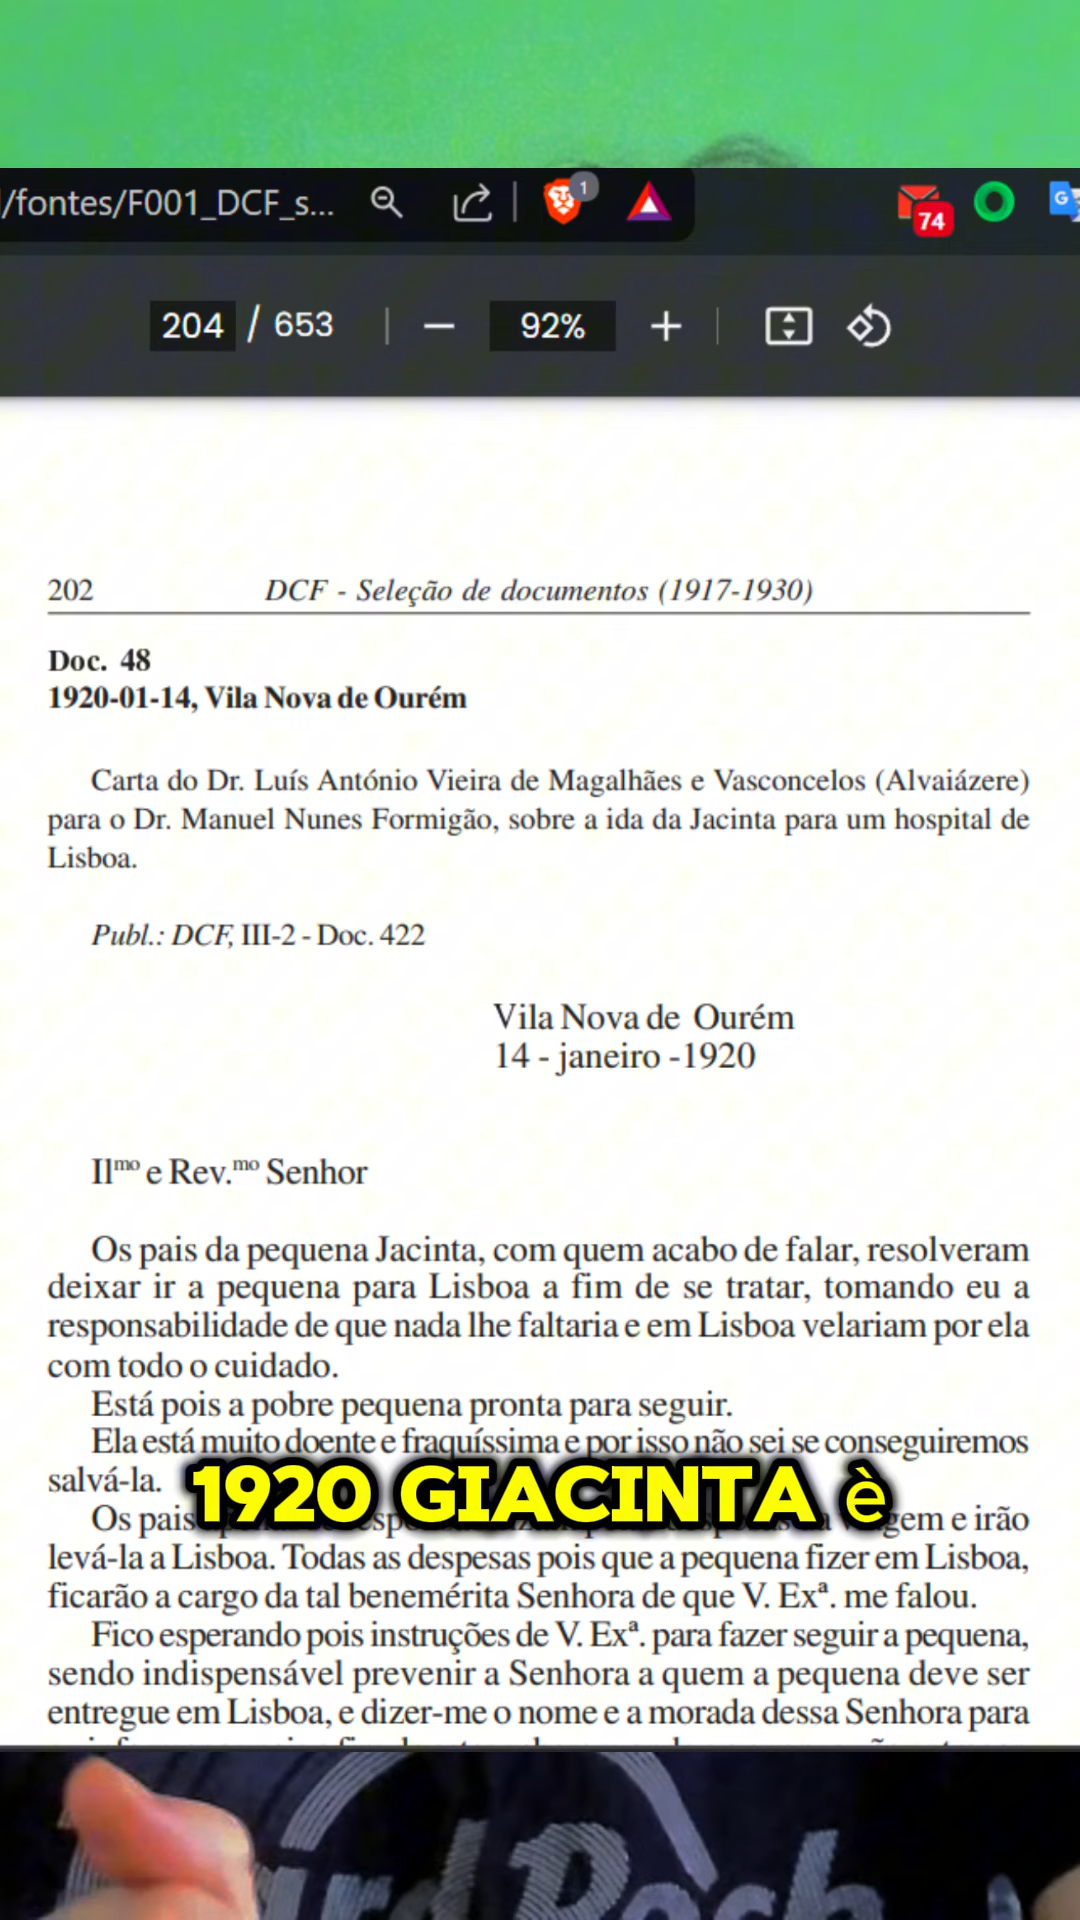 l/fontes/F001_DCF_s...
1
74
G
204 / 653
92%
202 DCF - Seleção de documentos (1917-1930)
Doc. 48
1920-01-14, Vila Nova de Ourém
Carta do Dr. Luís António Vieira de Magalhães e Vasconcelos (Alvaiázere)
para o Dr. Manuel Nunes Formigão, sobre a ida da Jacinta para um hospital de
Lisboa.
Publ.: DCF, III-2 - Doc. 422
Vila Nova de Ourém
14 - janeiro -1920
Ilmo e Rev.mo Senhor
Os pais da pequena Jacinta, com quem acabo de falar, resolveram
deixar ir a pequena para Lisboa a fim de se tratar, tomando eu a
responsabilidade de que nada lhe faltaria e em Lisboa velariam por ela
com todo o cuidado.
Está pois a pobre pequena pronta para seguir.
Ela está muito doente e fraquíssima e por isso não sei se conseguiremos
salvá-la.
1920 GIACINTA è
Os pais e irão
levá-la a Lisboa. Todas as despesas pois que a pequena fizer em Lisboa,
ficarão a cargo da tal benemérita Senhora de que V. Exª. me falou.
Fico esperando pois instruções de V. Exª. para fazer seguir a pequena,
sendo indispensável prevenir a Senhora a quem a pequena deve ser
entregue em Lisboa, e dizer-me o nome e a morada dessa Senhora para